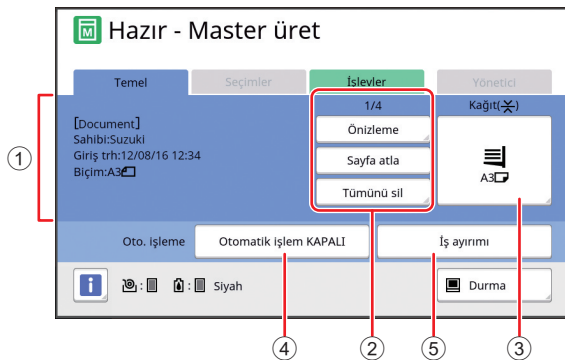 Hazır - Master üret
Temel
Seçimler
İşlevler
Yönetici
1/4
Kağıt(
)
[Document]
Sahibi:Suzuki
Giriş trh:12/08/16 12:34
Biçim:A3
Önizleme
Sayfa atla
Tümünü sil
A3
Oto. işleme
Otomatik işlem KAPALI
İş ayırımı
: : Siyah
Durma
1
4
2
5
3